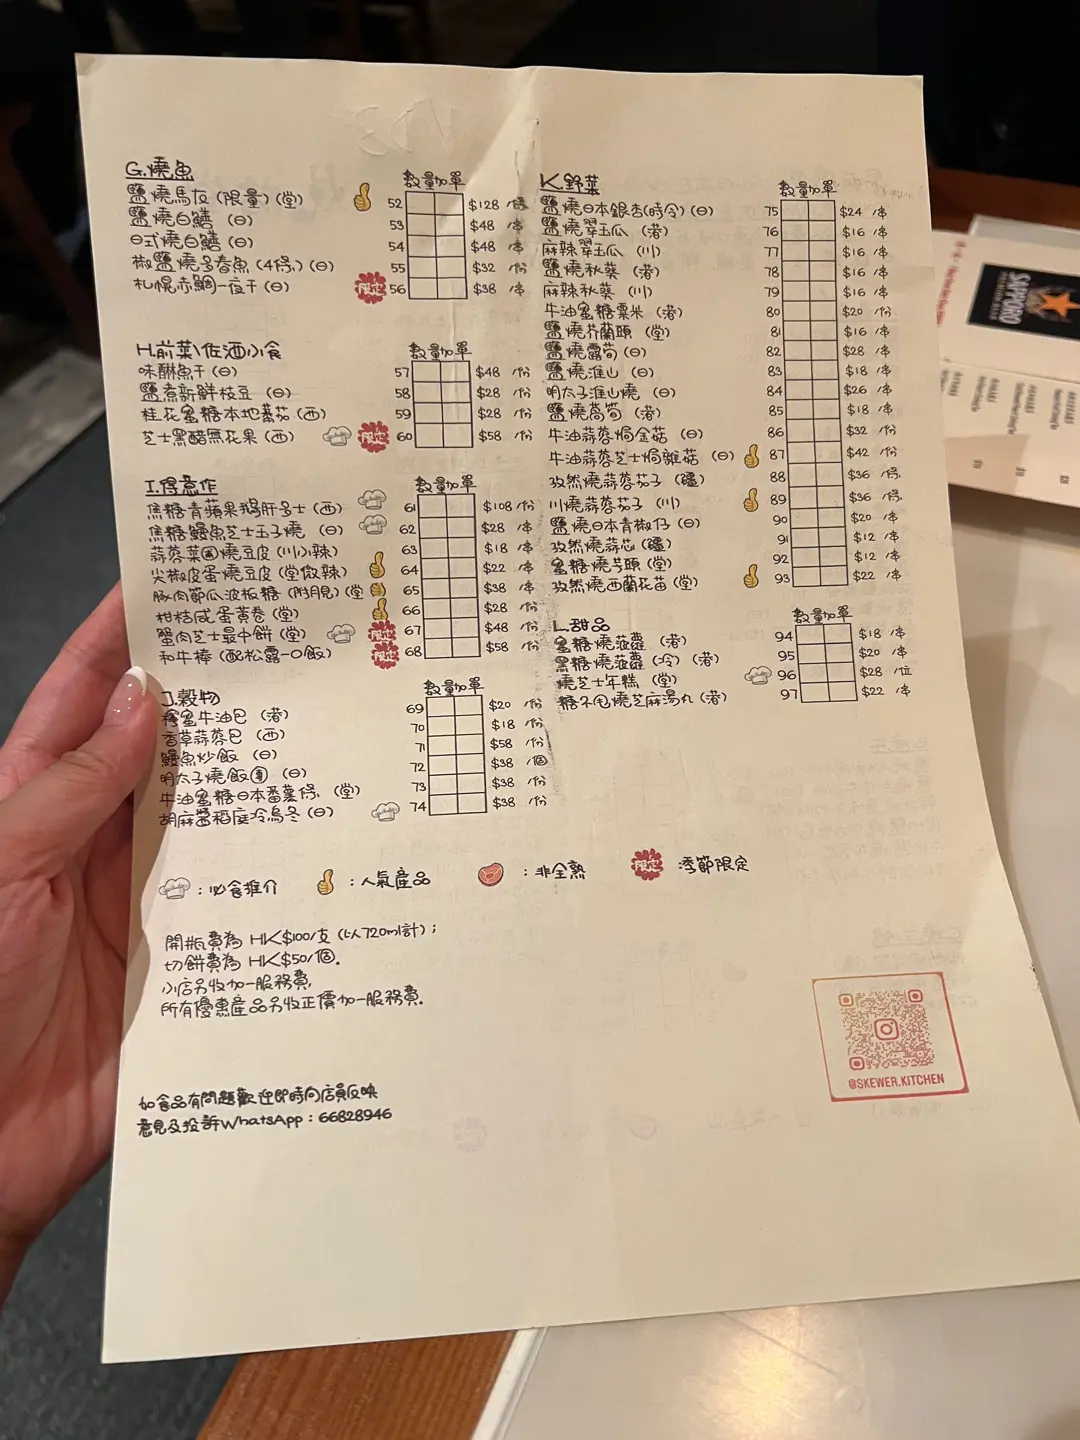 G.燒魚
數量加單
鹽燒馬友 (限量) (堂) 52 $128 /條
鹽燒白鱔 (日) 53 $48 /串
日式燒白鱔 (日) 54 $48 /串
椒鹽燒多春魚 (4條) (日) 55 $32 /份
札幌赤鯛一夜干 (日) 限定 56 $38 /串
H.前菜\佐酒小食
數量加單
味醂魚干 (日) 57 $48 /份
鹽煮新鮮枝豆 (日) 58 $28 /份
桂花蜜糖本地蕃茄 (西) 59 $28 /份
芝士黑醋無花果 (西) 限定 60 $58 /份
I.得意作
數量加單
焦糖青蘋果鵝肝多士 (西) 61 $108/份
焦糖鰻魚芝士玉子燒 (日) 62 $28 /串
蒜蓉菜圃燒豆皮 (川小辣) 63 $18 /串
尖椒皮蛋燒豆皮 (堂微辣) 64 $22 /串
豚肉節瓜波板糖 (附月見) (堂 65 $38 /串
柑桔咸蛋黃卷 (堂) 66 $28 /份
蟹肉芝士最中餅 (堂) 限定 67 $48 /份
和牛棒 (配松露一口飯) 限定 68 $58 /份
J.穀物
數量加單
蜂蜜牛油包 (港) 69 $20 /份
香草蒜蓉包 (西) 70 $18 /份
鰻魚炒飯 (日) 71 $58 /份
明太子燒飯團 (日) 72 $38 /個
牛油蜜糖日本番薯條 (堂) 73 $38 /份
胡麻醬稻庭冷烏冬 (日) 74 $38 /份
K.野菜
數量加單
鹽燒日本銀杏(時令) (日) 75 $24 /串
鹽燒翠玉瓜 (港) 76 $16 /串
麻辣翠玉瓜 (川) 77 $16 /串
鹽燒秋葵 (港) 78 $16 /串
麻辣秋葵 (川) 79 $16 /串
牛油蜜糖粟米 (港) 80 $20 /份
鹽燒芥蘭頭 (堂) 81 $16 /串
鹽燒露筍 (日) 82 $28 /串
鹽燒淮山 (日) 83 $18 /串
明太子淮山燒 (日) 84 $26 /串
鹽燒萵筍 (港) 85 $18 /串
牛油蒜蓉焗金菇 (日) 86 $32 /份
牛油蒜蓉芝士焗雜菇 (日) 87 $42 /份
孜然燒蒜蓉茄子 (疆) 88 $36 /條
川燒蒜蓉茄子 (川) 89 $36 /條
鹽燒日本青椒仔 (日) 90 $20 /串
孜然燒蒜芯 (疆) 91 $12 /串
蜜糖燒芋頭 (堂) 92 $12 /串
孜然燒西蘭花苗 (堂) 93 $22 /串
L.甜品
數量加單
蜜糖燒菠蘿 (港) 94 $18 /串
黑糖燒菠蘿 (冷) (港) 95 $20 /串
燒芝士年糕 (堂) 96 $28 /位
糖不甩燒芝麻湯丸 (港) 97 $22 /串
：必食推介 ：人氣產品 ：非全熟 限定 :季節限定
開瓶費為 HK$100/支 (以720ml計)；
切餅費為 HK$50/個。
小店另收加一服務費,
所有優惠產品另收正價加一服務費。
@SKEWER.KITCHEN
如食品有問題歡迎即時向店員反映
意見及投訴WhatsApp：66828946
SAPPORO